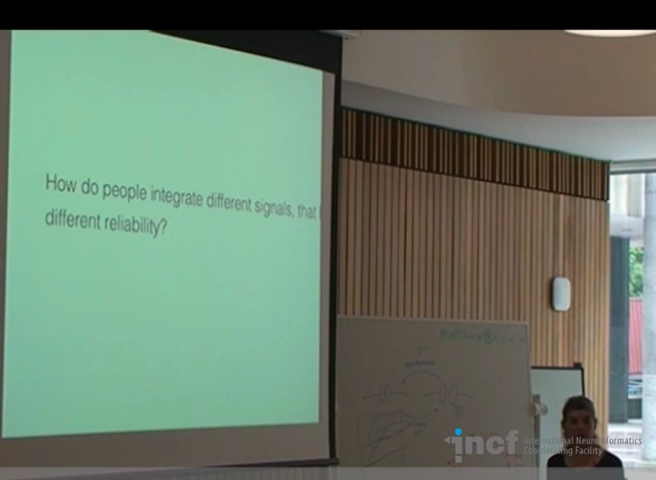 How do people integrate different signals, that
different reliability?
incf International Neuroinformatics
Coordinating Facility